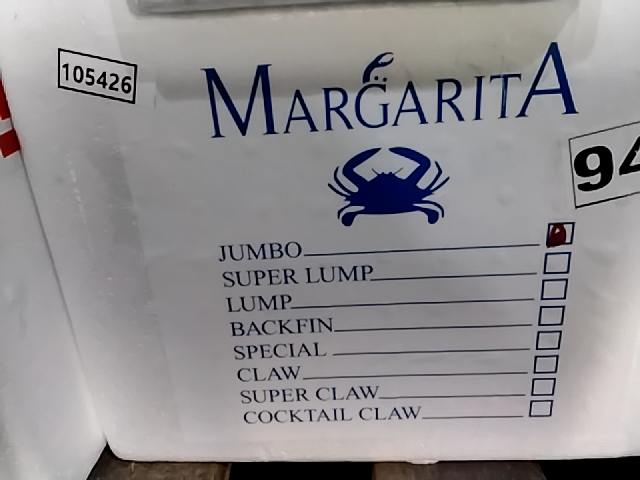 105426
MARGARITA
94
JUMBO
SUPER LUMP
LUMP
BACKFIN
SPECIAL
CLAW
SUPER CLAW
COCKTAIL CLAW